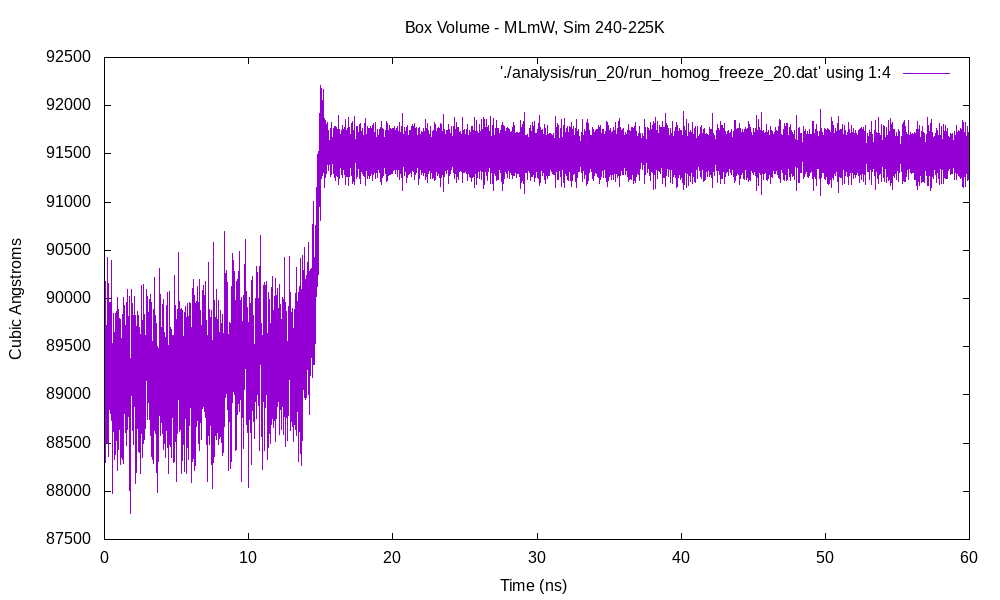 Box Volume - MLmW, Sim 240-225K
'./analysis/run_20/run_homog_freeze_20.dat' using 1:4
92500
92000
91500
91000
90500
90000
89500
89000
88500
88000
87500
Cubic Angstroms
0 10 20 30 40 50 60
Time (ns)